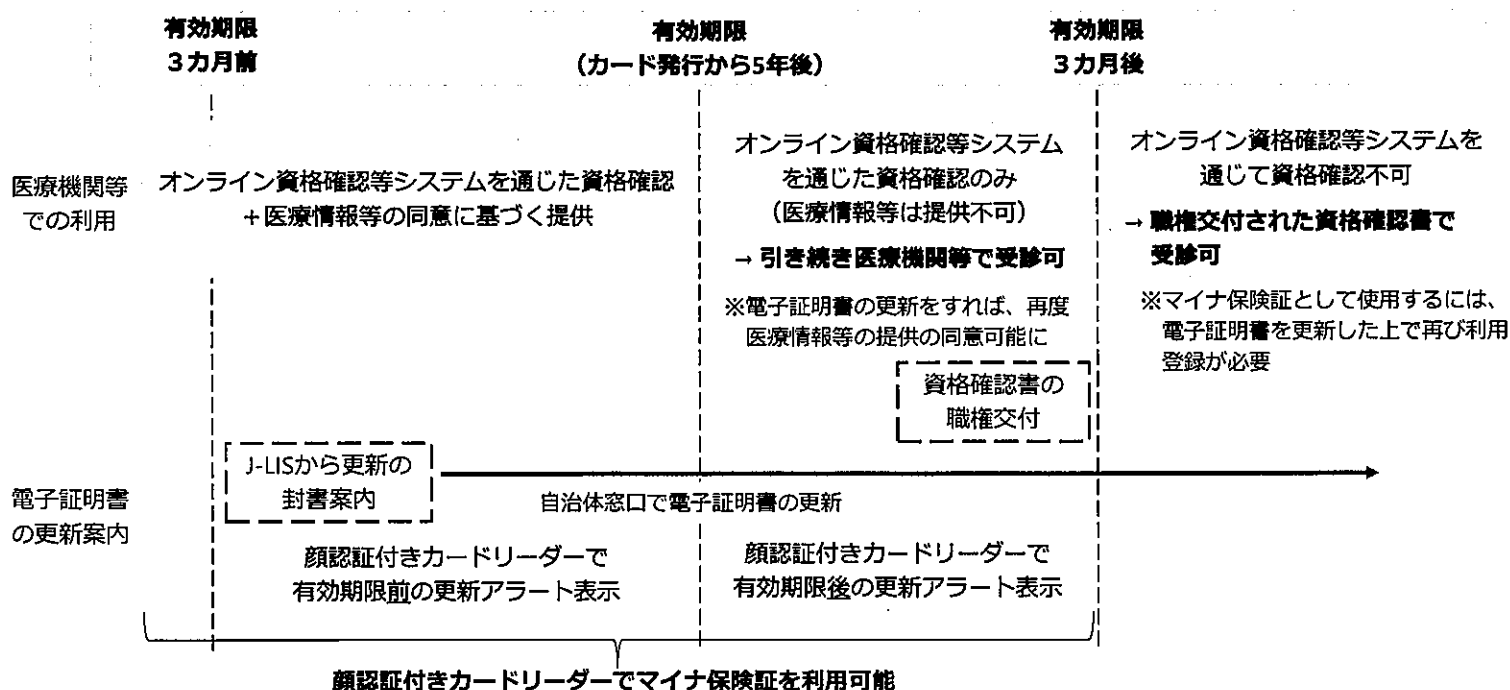 有効期限
3カ月前
有効期限
（カード発行から5年後）
有効期限
3カ月後
医療機関等
での利用
オンライン資格確認等システムを通じた資格確認
＋医療情報等の同意に基づく提供
オンライン資格確認等システム
を通じた資格確認のみ
（医療情報等は提供不可）
→ 引き続き医療機関等で受診可
※電子証明書の更新をすれば、再度
医療情報等の提供の同意可能に
オンライン資格確認等システムを
通じて資格確認不可
→ 職権交付された資格確認書で
受診可
※マイナ保険証として使用するには、
電子証明書を更新した上で再び利用
登録が必要
資格確認書の
職権交付
電子証明書
の更新案内
J-LISから更新の
封書案内
自治体窓口で電子証明書の更新
顔認証付きカードリーダーで
有効期限前の更新アラート表示
顔認証付きカードリーダーで
有効期限後の更新アラート表示
顔認証付きカードリーダーでマイナ保険証を利用可能